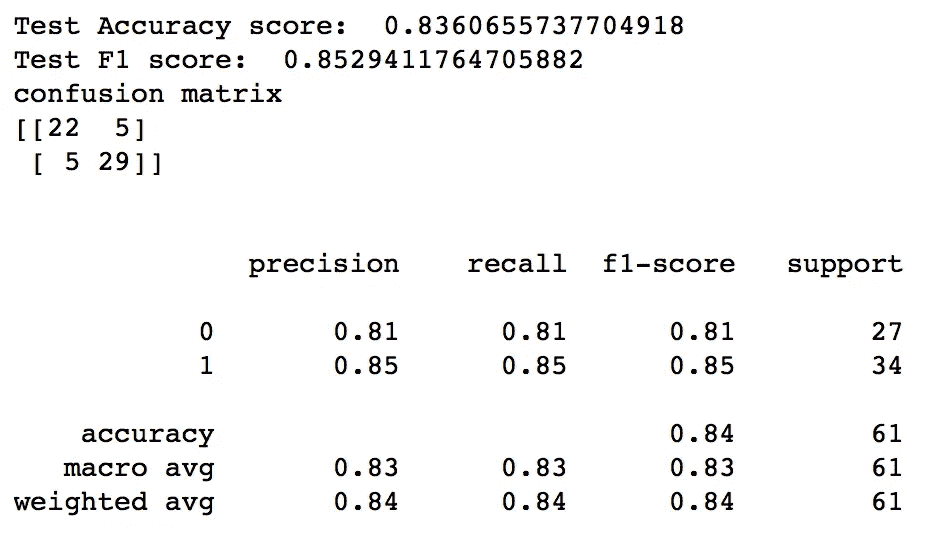 Test Accuracy score:  0.8360655737704918
Test F1 score:  0.8529411764705882
confusion matrix
[[22  5]
 [ 5 29]]
              precision    recall  f1-score   support
           0       0.81      0.81      0.81        27
           1       0.85      0.85      0.85        34
    accuracy                           0.84        61
   macro avg       0.83      0.83      0.83        61
weighted avg       0.84      0.84      0.84        61